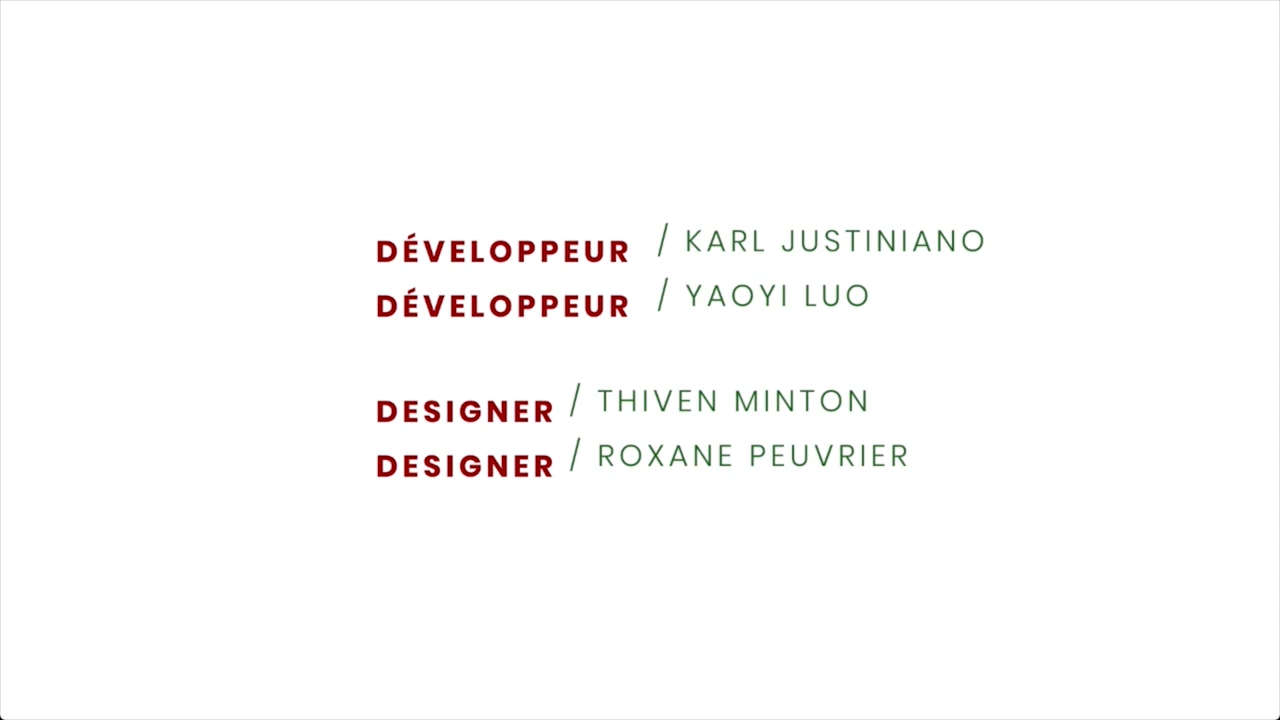 DÉVELOPPEUR / KARL JUSTINIANO
DÉVELOPPEUR / YAOYI LUO
DESIGNER / THIVEN MINTON
DESIGNER / ROXANE PEUVRIER